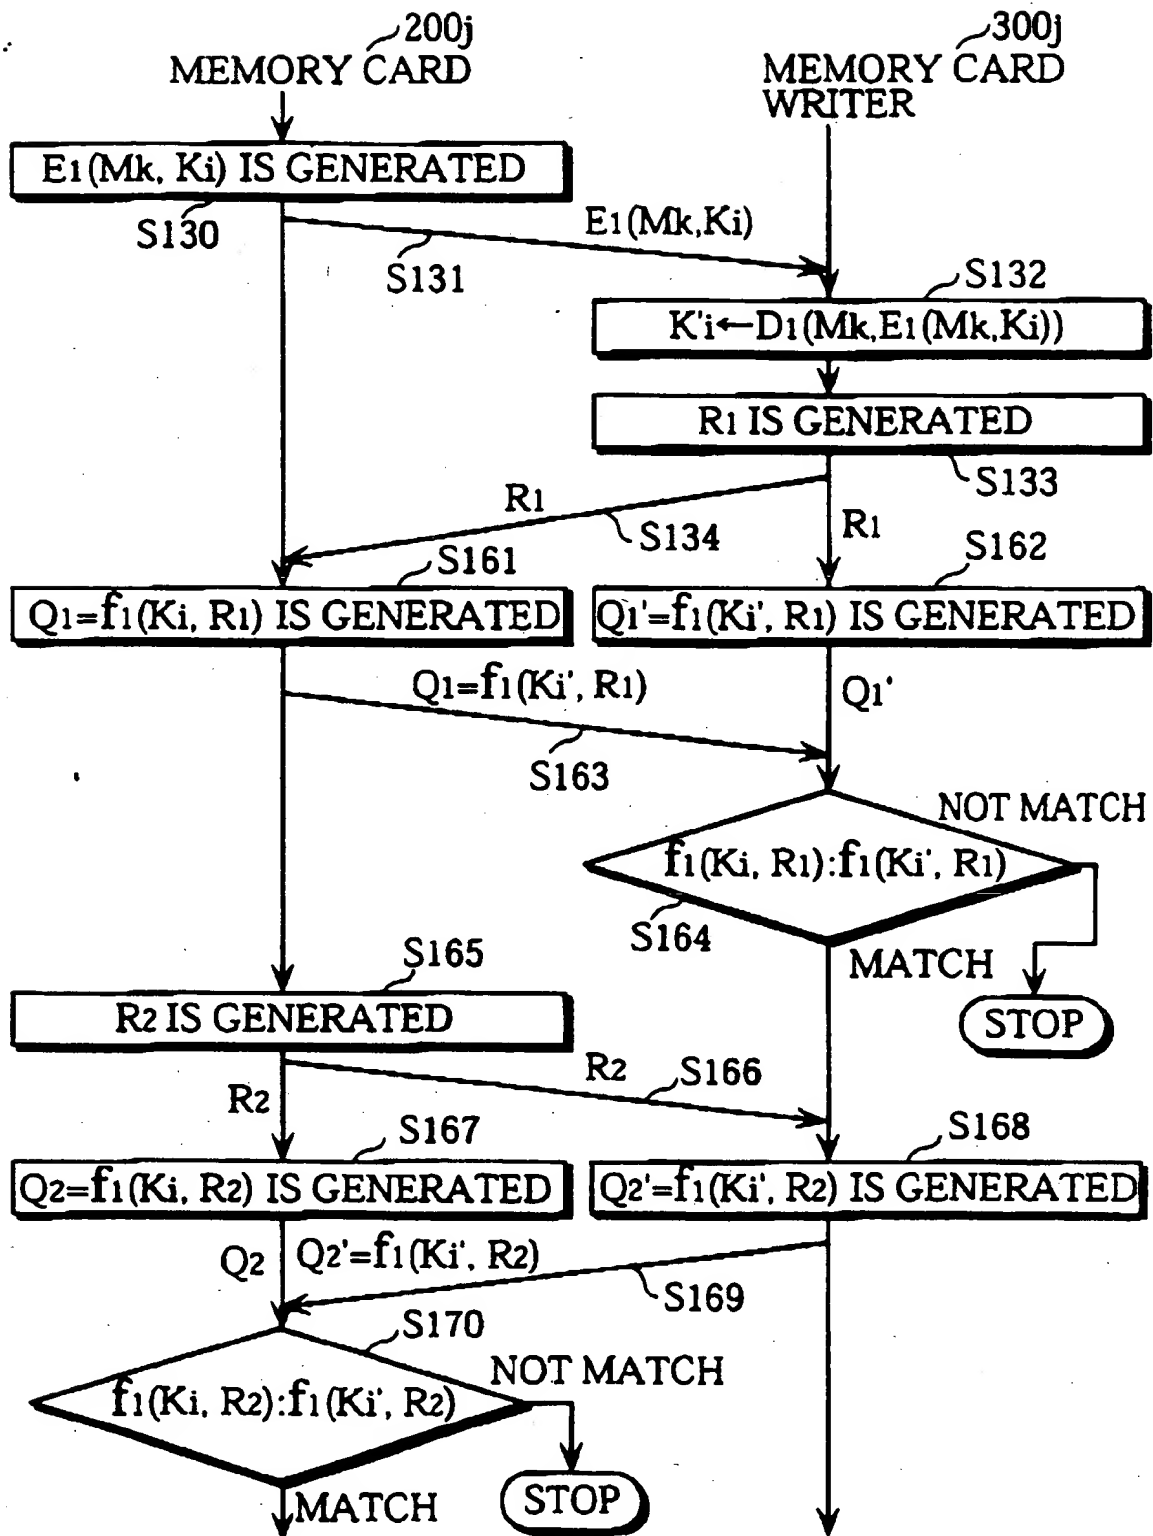 200j
MEMORY CARD
300j
MEMORY CARD
WRITER
E1(Mk, Ki) IS GENERATED
S130
E1(Mk,Ki)
S131
S132
K'i←D1(Mk,E1(Mk,Ki))
R1 IS GENERATED
S133
R1
S134
R1
S161
S162
Q1=f1(Ki, R1) IS GENERATED
Q1'=f1(Ki', R1) IS GENERATED
Q1=f1(Ki', R1)
Q1'
S163
NOT MATCH
f1(Ki, R1):f1(Ki', R1)
S164
MATCH
STOP
S165
R2 IS GENERATED
R2
S166
R2
S167
S168
Q2=f1(Ki, R2) IS GENERATED
Q2'=f1(Ki', R2) IS GENERATED
Q2
Q2'=f1(Ki', R2)
S169
S170
NOT MATCH
f1(Ki, R2):f1(Ki', R2)
STOP
MATCH